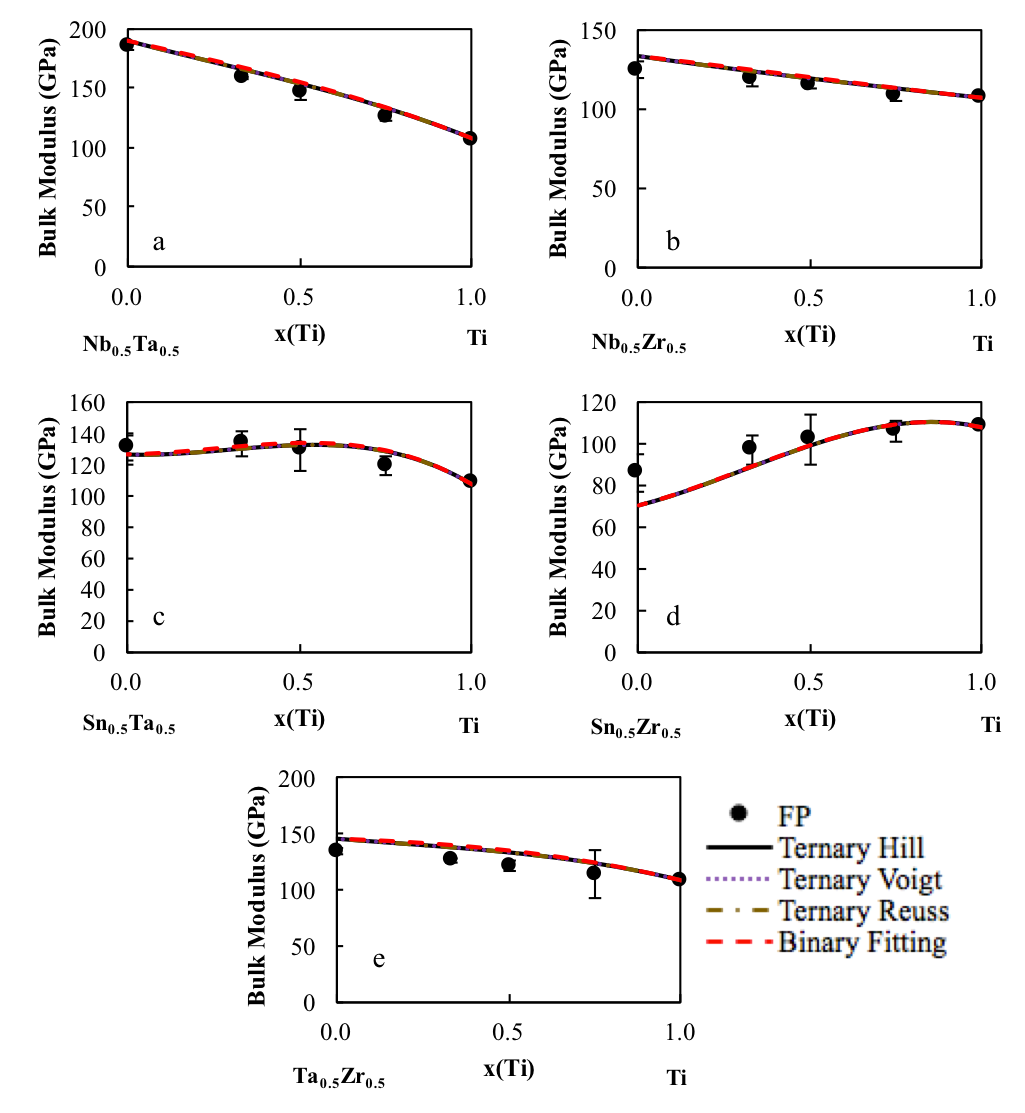 Bulk Modulus (GPa)
200
150
100
50
0
a
0.0
0.5
1.0
Nb0.5Ta0.5
x(Ti)
Ti
Bulk Modulus (GPa)
150
100
50
0
b
0.0
0.5
1.0
Nb0.5Zr0.5
x(Ti)
Ti
Bulk Modulus (GPa)
160
140
120
100
80
60
40
20
0
c
0.0
0.5
1.0
Sn0.5Ta0.5
x(Ti)
Ti
Bulk Modulus (GPa)
120
100
80
60
40
20
0
d
0.0
0.5
1.0
Sn0.5Zr0.5
x(Ti)
Ti
Bulk Modulus (GPa)
200
150
100
50
0
e
0.0
0.5
1.0
Ta0.5Zr0.5
x(Ti)
Ti
FP
Ternary Hill
Ternary Voigt
Ternary Reuss
Binary Fitting